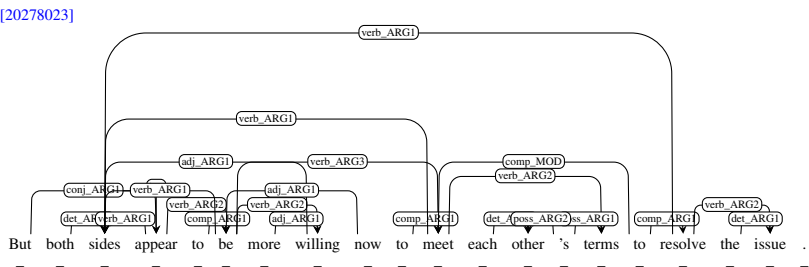 [20278023]
verb_ARG1
verb_ARG1
adj_ARG1 verb_ARG3 comp_MOD
verb_ARG2
conj_ARG1 verb_ARG1 adj_ARG1
verb_ARG2 verb_ARG2 verb_ARG2
verb_ARG1 comp_ARG1 adj_ARG1 comp_ARG1 poss_ARG2 comp_ARG1 det_ARG1
But both sides appear to be more willing now to meet each other 's terms to resolve the issue .